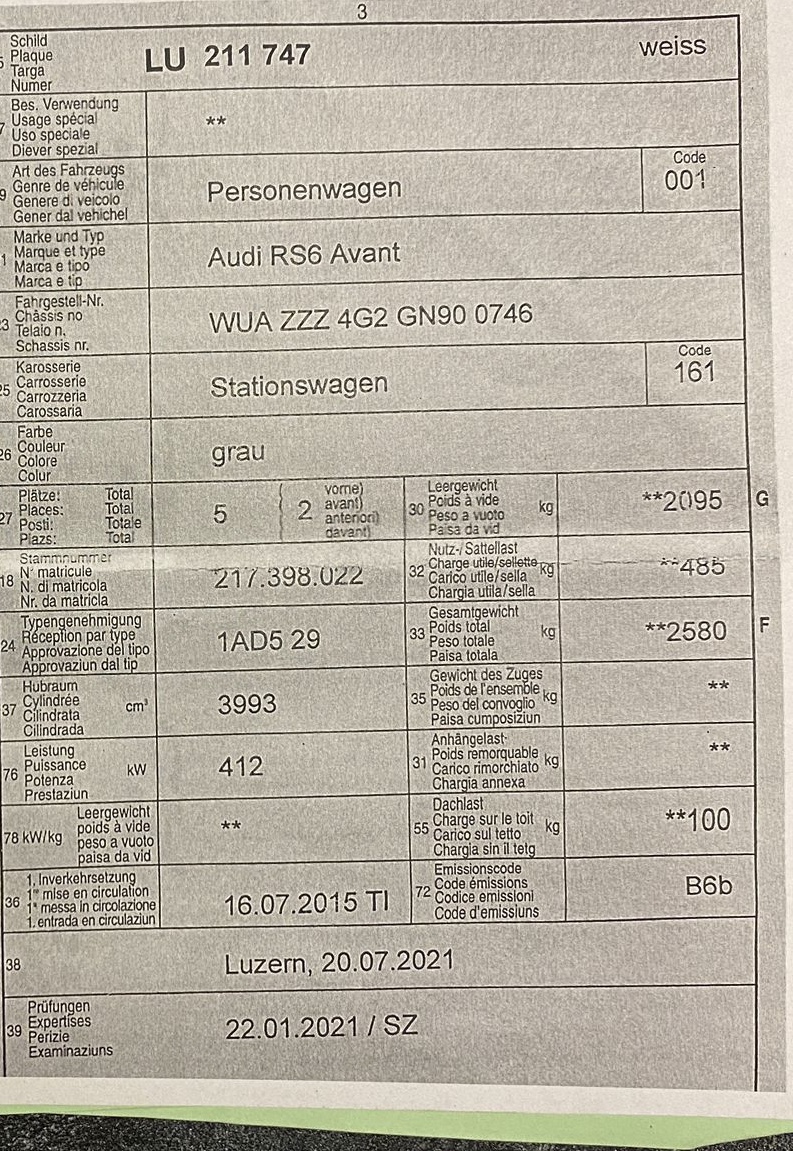 3
Schild
Plaque
Targa
Numer
LU 211 747
weiss
Bes. Verwendung
Usage spécial
Uso speciale
Diever spezial
**
Art des Fahrzeugs
Genre de véhicule
Genere di veicolo
Gener dal vehichel
Personenwagen
Code
001
Marke und Typ
Marque et type
Marca e tipo
Marca e tip
Audi RS6 Avant
23 Fahrgestell-Nr.
Châssis no
Telaio n.
Schassis nr.
WUA ZZZ 4G2 GN90 0746
25 Karosserie
Carrosserie
Carrozzeria
Carossaria
Stationswagen
Code
161
26 Farbe
Couleur
Colore
Colur
grau
27 Plätze: Total
Places: Total
Posti: Totale
Plazs: Total
5
( 2 vorne)
avant)
anteriori)
davant)
30 Leergewicht
Poids à vide
Peso a vuoto
Paisa da vid
kg
**2095
G
18 Stammnummer
N° matricule
N. di matricola
Nr. da matricla
217.398.022
32 Nutz-/ Sattellast
Charge utile/sellette
Carico utile/sella
Chargia utila/sella
kg
**485
24 Typengenehmigung
Réception par type
Approvazione del tipo
Approvaziun dal tip
1AD5 29
33 Gesamtgewicht
Poids total
Peso totale
Paisa totala
kg
**2580
F
37 Hubraum
Cylindrée
Cilindrata
Cilindrada
cm³
3993
35 Gewicht des Zuges
Poids de l'ensemble
Peso del convoglio
Paisa cumposiziun
kg
**
76 Leistung
Puissance
Potenza
Prestaziun
kW
412
31 Anhängelast
Poids remorquable
Carico rimorchiato
Chargia annexa
kg
**
78 kW/kg
Leergewicht
poids à vide
peso a vuoto
paisa da vid
**
55 Dachlast
Charge sur le toit
Carico sul tetto
Chargia sin il tetg
kg
**100
36 1. Inverkehrsetzung
1re mise en circulation
1a messa in circolazione
1. entrada en circulaziun
16.07.2015 TI
72 Emissionscode
Code émissions
Codice emissioni
Code d'emissiuns
B6b
38
Luzern, 20.07.2021
39 Prüfungen
Expertises
Perizie
Examinaziuns
22.01.2021 / SZ